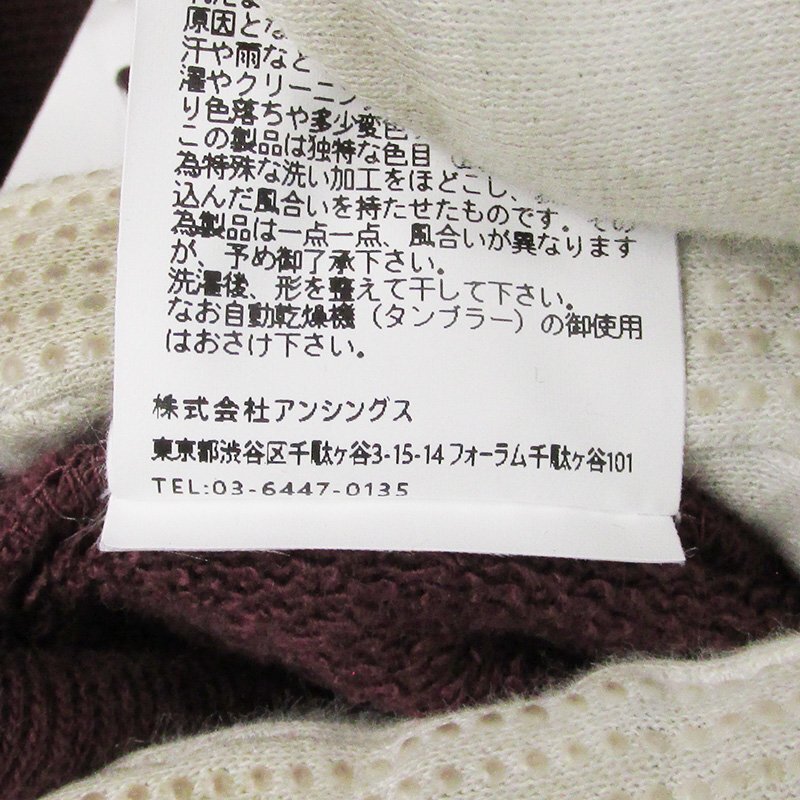 原因とな
汗や雨など
濯やクリーニン
り色落ちや多少変色
この製品は独特な色目
為特殊な洗い加工をほどこし、
込んだ風合いを持たせたものです。その
為製品は一点一点、風合いが異なります
が、予め御了承下さい。
洗濯後、形を整えて干して下さい。
なお自動乾燥機（タンブラー）の御使用
はおさけ下さい。
株式会社アンシングス
東京都渋谷区千駄ヶ谷3-15-14フォーラム千駄ヶ谷101
TEL:03-6447-0135